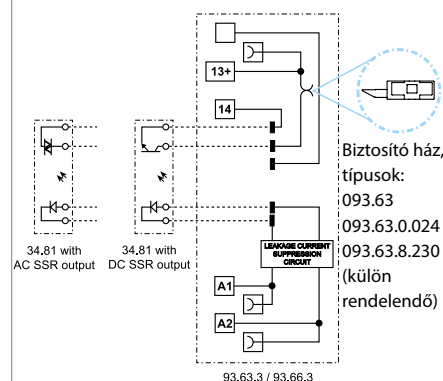 13+
14
Biztosító ház,
típusok:
093.63
093.63.0.024
093.63.8.230
(külön
rendelendő)
34.81 with
AC SSR output
34.81 with
DC SSR output
LEAKAGE CURRENT
SUPPRESSION
CIRCUIT
A1
A2
93.63.3 / 93.66.3